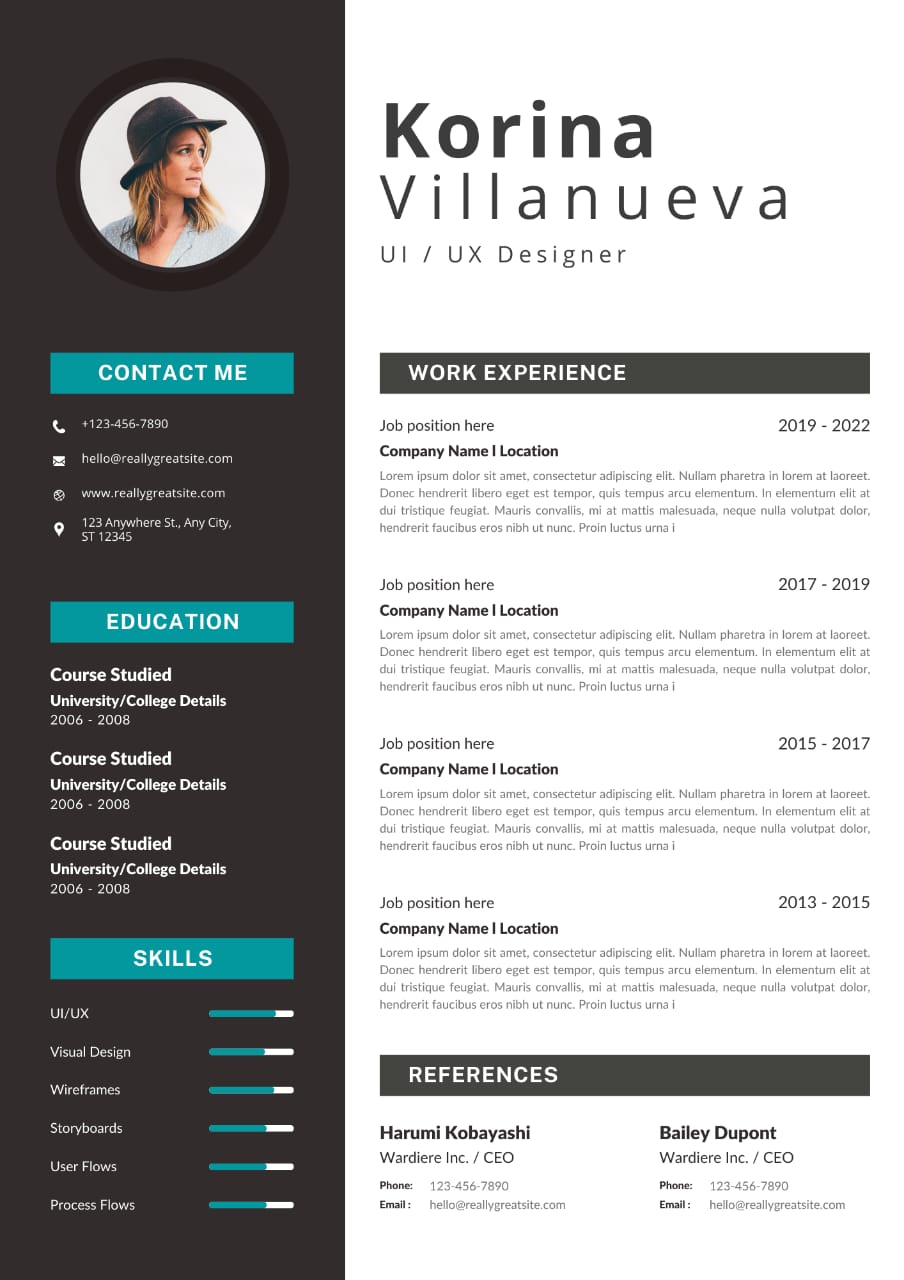 Korina
Villanueva
UI / UX Designer
CONTACT ME
+123-456-7890
hello@reallygreatsite.com
www.reallygreatsite.com
123 Anywhere St., Any City,
ST 12345
EDUCATION
Course Studied
University/College Details
2006 - 2008
Course Studied
University/College Details
2006 - 2008
Course Studied
University/College Details
2006 - 2008
SKILLS
UI/UX
Visual Design
Wireframes
Storyboards
User Flows
Process Flows
WORK EXPERIENCE
Job position here 2019 - 2022
Company Name l Location
Lorem ipsum dolor sit amet, consectetur adipiscing elit. Nullam pharetra in lorem at laoreet.
Donec hendrerit libero eget est tempor, quis tempus arcu elementum. In elementum elit at
dui tristique feugiat. Mauris convallis, mi at mattis malesuada, neque nulla volutpat dolor,
hendrerit faucibus eros nibh ut nunc. Proin luctus urna i
Job position here 2017 - 2019
Company Name l Location
Lorem ipsum dolor sit amet, consectetur adipiscing elit. Nullam pharetra in lorem at laoreet.
Donec hendrerit libero eget est tempor, quis tempus arcu elementum. In elementum elit at
dui tristique feugiat. Mauris convallis, mi at mattis malesuada, neque nulla volutpat dolor,
hendrerit faucibus eros nibh ut nunc. Proin luctus urna i
Job position here 2015 - 2017
Company Name l Location
Lorem ipsum dolor sit amet, consectetur adipiscing elit. Nullam pharetra in lorem at laoreet.
Donec hendrerit libero eget est tempor, quis tempus arcu elementum. In elementum elit at
dui tristique feugiat. Mauris convallis, mi at mattis malesuada, neque nulla volutpat dolor,
hendrerit faucibus eros nibh ut nunc. Proin luctus urna i
Job position here 2013 - 2015
Company Name l Location
Lorem ipsum dolor sit amet, consectetur adipiscing elit. Nullam pharetra in lorem at laoreet.
Donec hendrerit libero eget est tempor, quis tempus arcu elementum. In elementum elit at
dui tristique feugiat. Mauris convallis, mi at mattis malesuada, neque nulla volutpat dolor,
hendrerit faucibus eros nibh ut nunc. Proin luctus urna i
REFERENCES
Harumi Kobayashi
Wardiere Inc. / CEO
Phone: 123-456-7890
Email : hello@reallygreatsite.com
Bailey Dupont
Wardiere Inc. / CEO
Phone: 123-456-7890
Email : hello@reallygreatsite.com